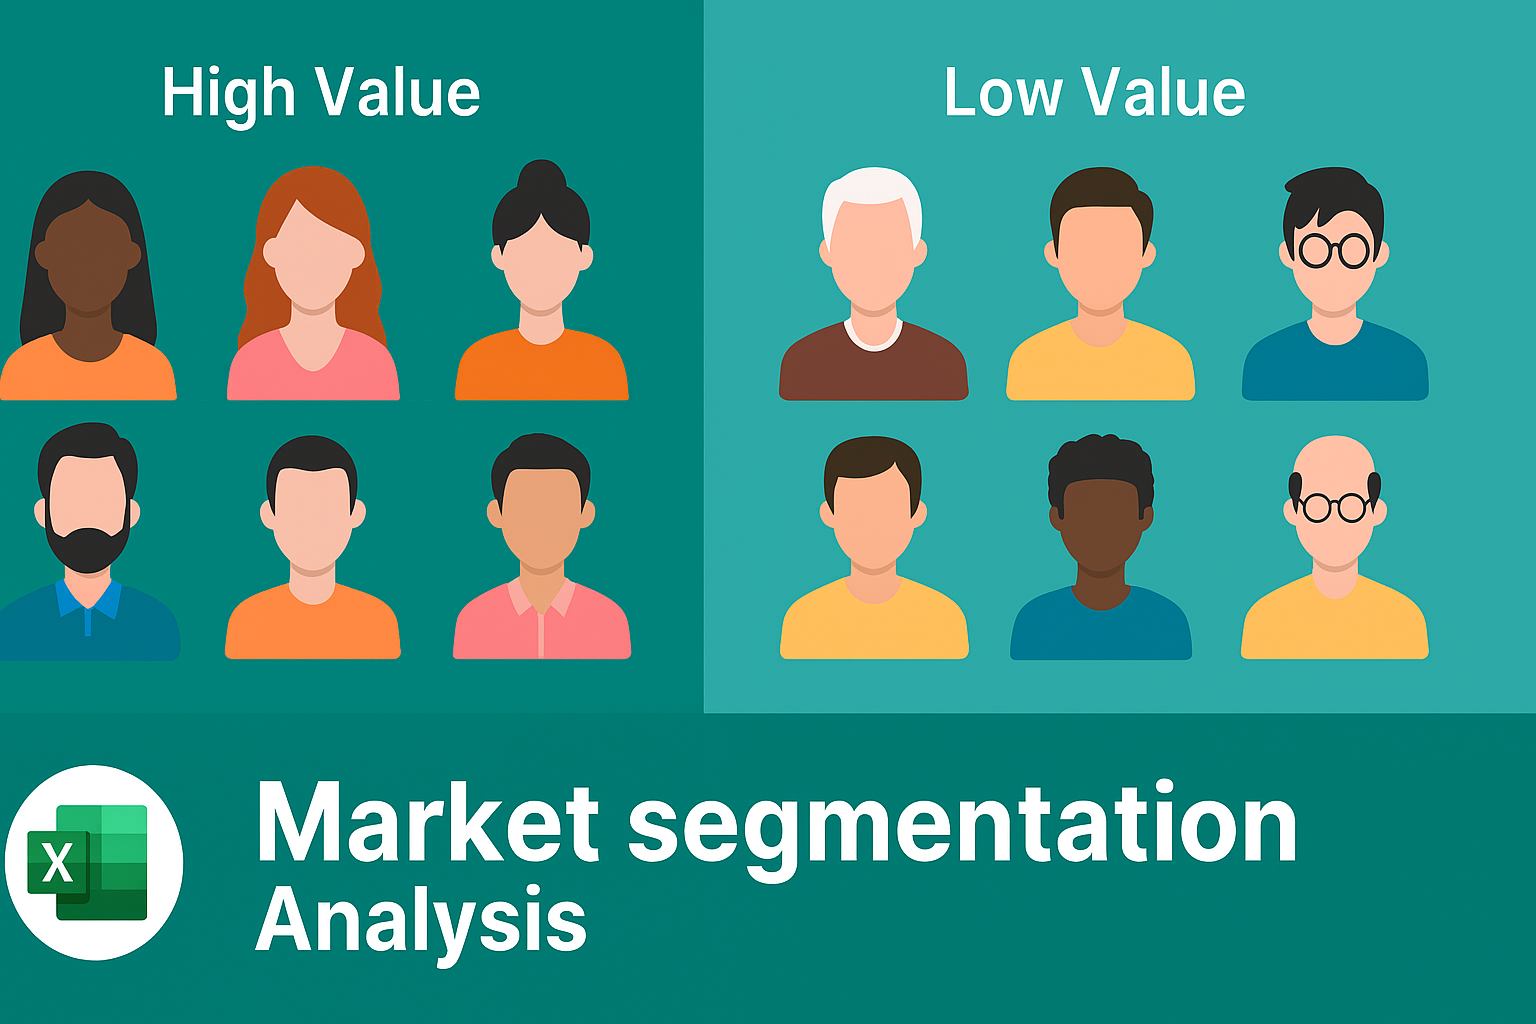 High Value
Low Value
X
Market segmentation
Analysis